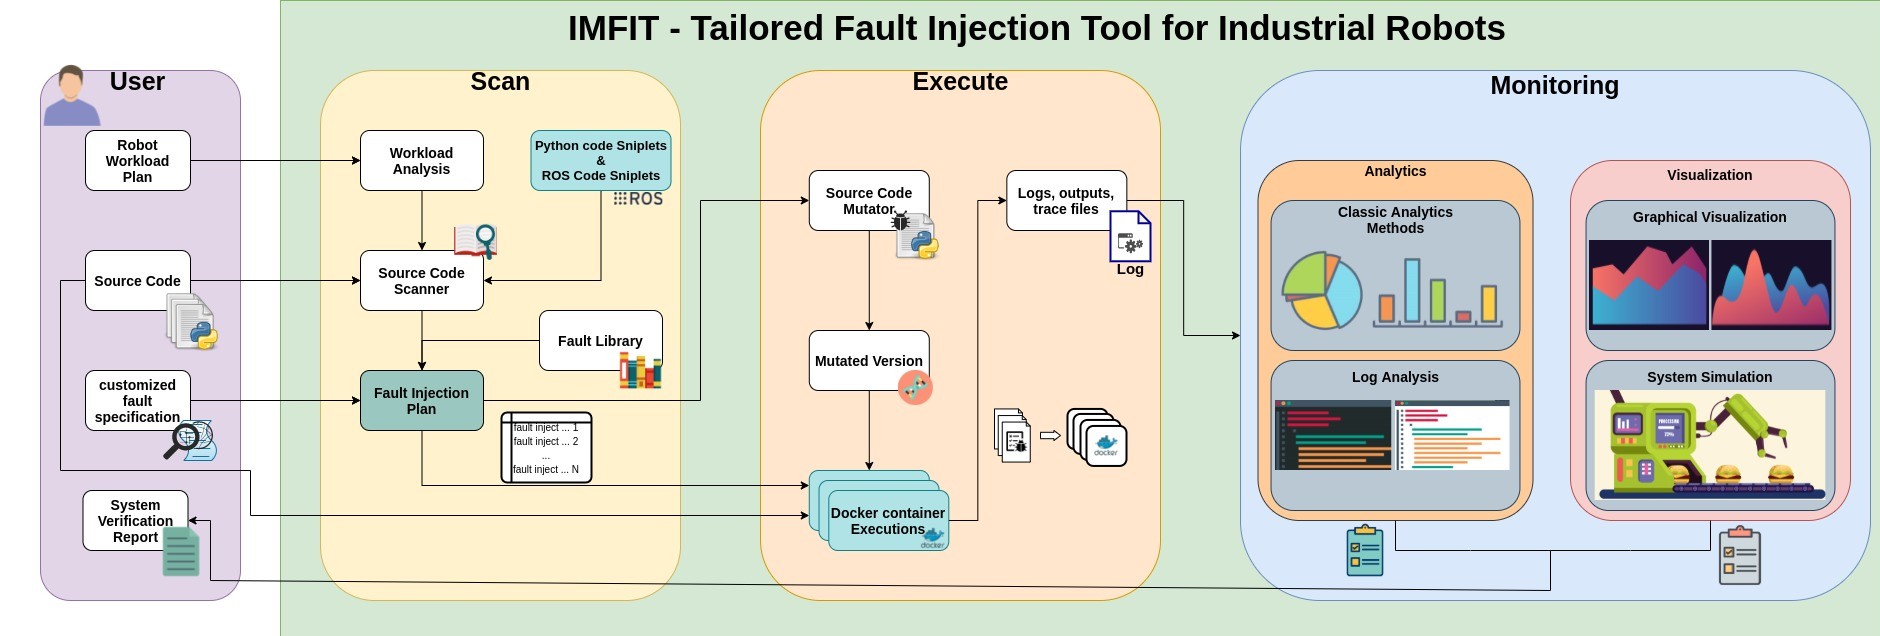 IMFIT - Tailored Fault Injection Tool for Industrial Robots
User
Robot
Workload
Plan
Source Code
customized
fault
specification
System
Verification
Report
Scan
Workload
Analysis
Python code Sniplets
&
ROS Code Sniplets
ROS
Source Code
Scanner
Fault Library
Fault Injection
Plan
fault inject ... 1
fault inject ... 2
...
fault inject ... N
Execute
Source Code
Mutator
Logs, outputs,
trace files
Log
Mutated Version
docker
Docker container
Executions
docker
Monitoring
Analytics
Classic Analytics
Methods
Log Analysis
Visualization
Graphical Visualization
System Simulation
PROCESSING